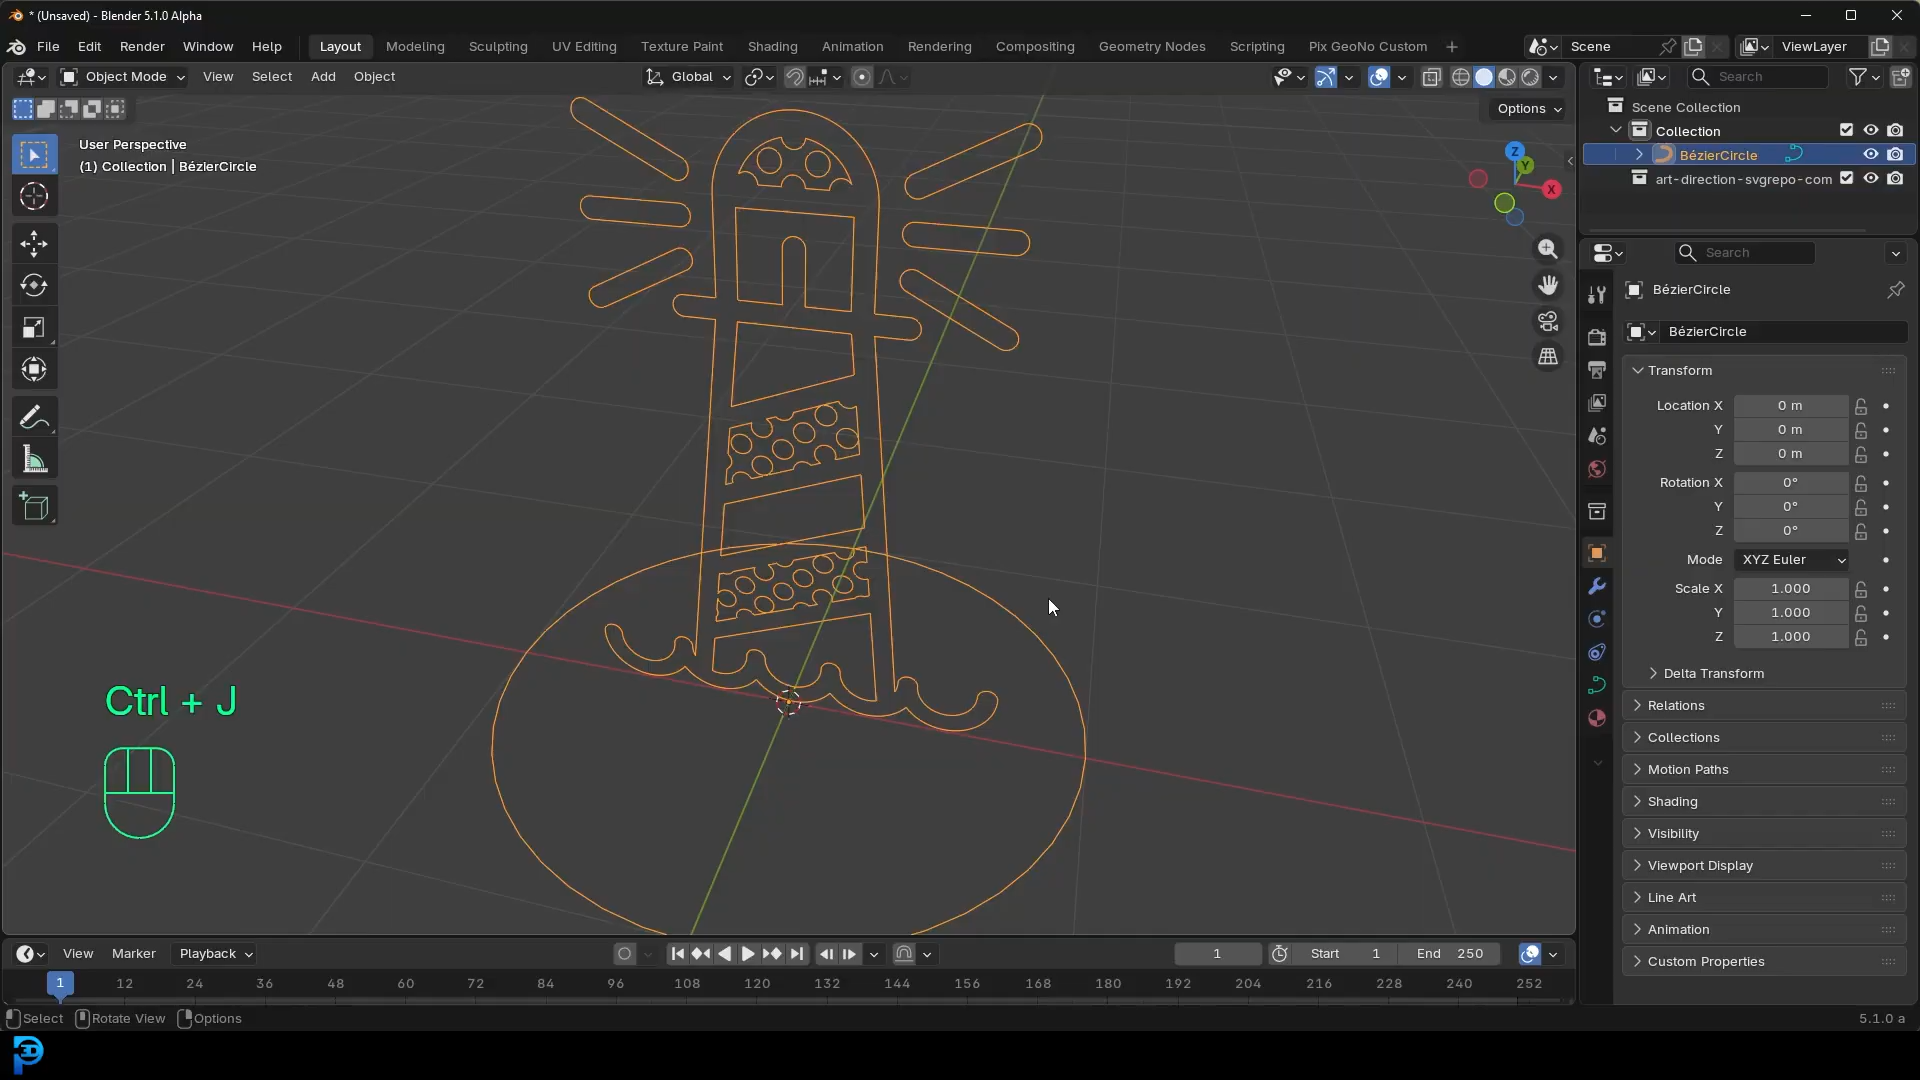 * (Unsaved) - Blender 5.1.0 Alpha
File Edit Render Window Help Layout Modeling Sculpting UV Editing Texture Paint Shading Animation Rendering Compositing Geometry Nodes Scripting Pix GeoNo Custom + Scene ViewLayer
Object Mode View Select Add Object Global Search
Options
User Perspective
(1) Collection | BézierCircle
Z
Y
X
Scene Collection
Collection
BézierCircle
art-direction-svgrepo-com
Search
BézierCircle
BézierCircle
Transform
Location X 0 m
Y 0 m
Z 0 m
Rotation X 0°
Y 0°
Z 0°
Mode XYZ Euler
Scale X 1.000
Y 1.000
Z 1.000
Delta Transform
Relations
Collections
Motion Paths
Shading
Visibility
Viewport Display
Line Art
Animation
Custom Properties
Ctrl + J
View Marker Playback 1 Start 1 End 250
1 12 24 36 48 60 72 84 96 108 120 132 144 156 168 180 192 204 216 228 240 252
Select Rotate View Options 5.1.0 a